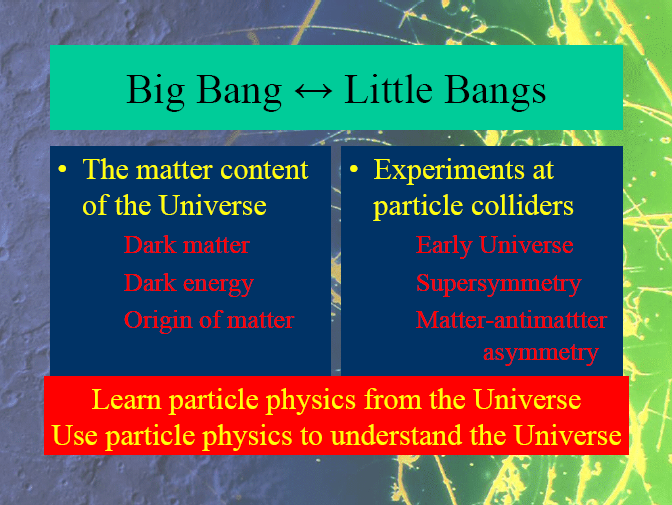 Big Bang ↔ Little Bangs
• The matter content
of the Universe
Dark matter
Dark energy
Origin of matter
• Experiments at
particle colliders
Early Universe
Supersymmetry
Matter-antimattter
asymmetry
Learn particle physics from the Universe
Use particle physics to understand the Universe